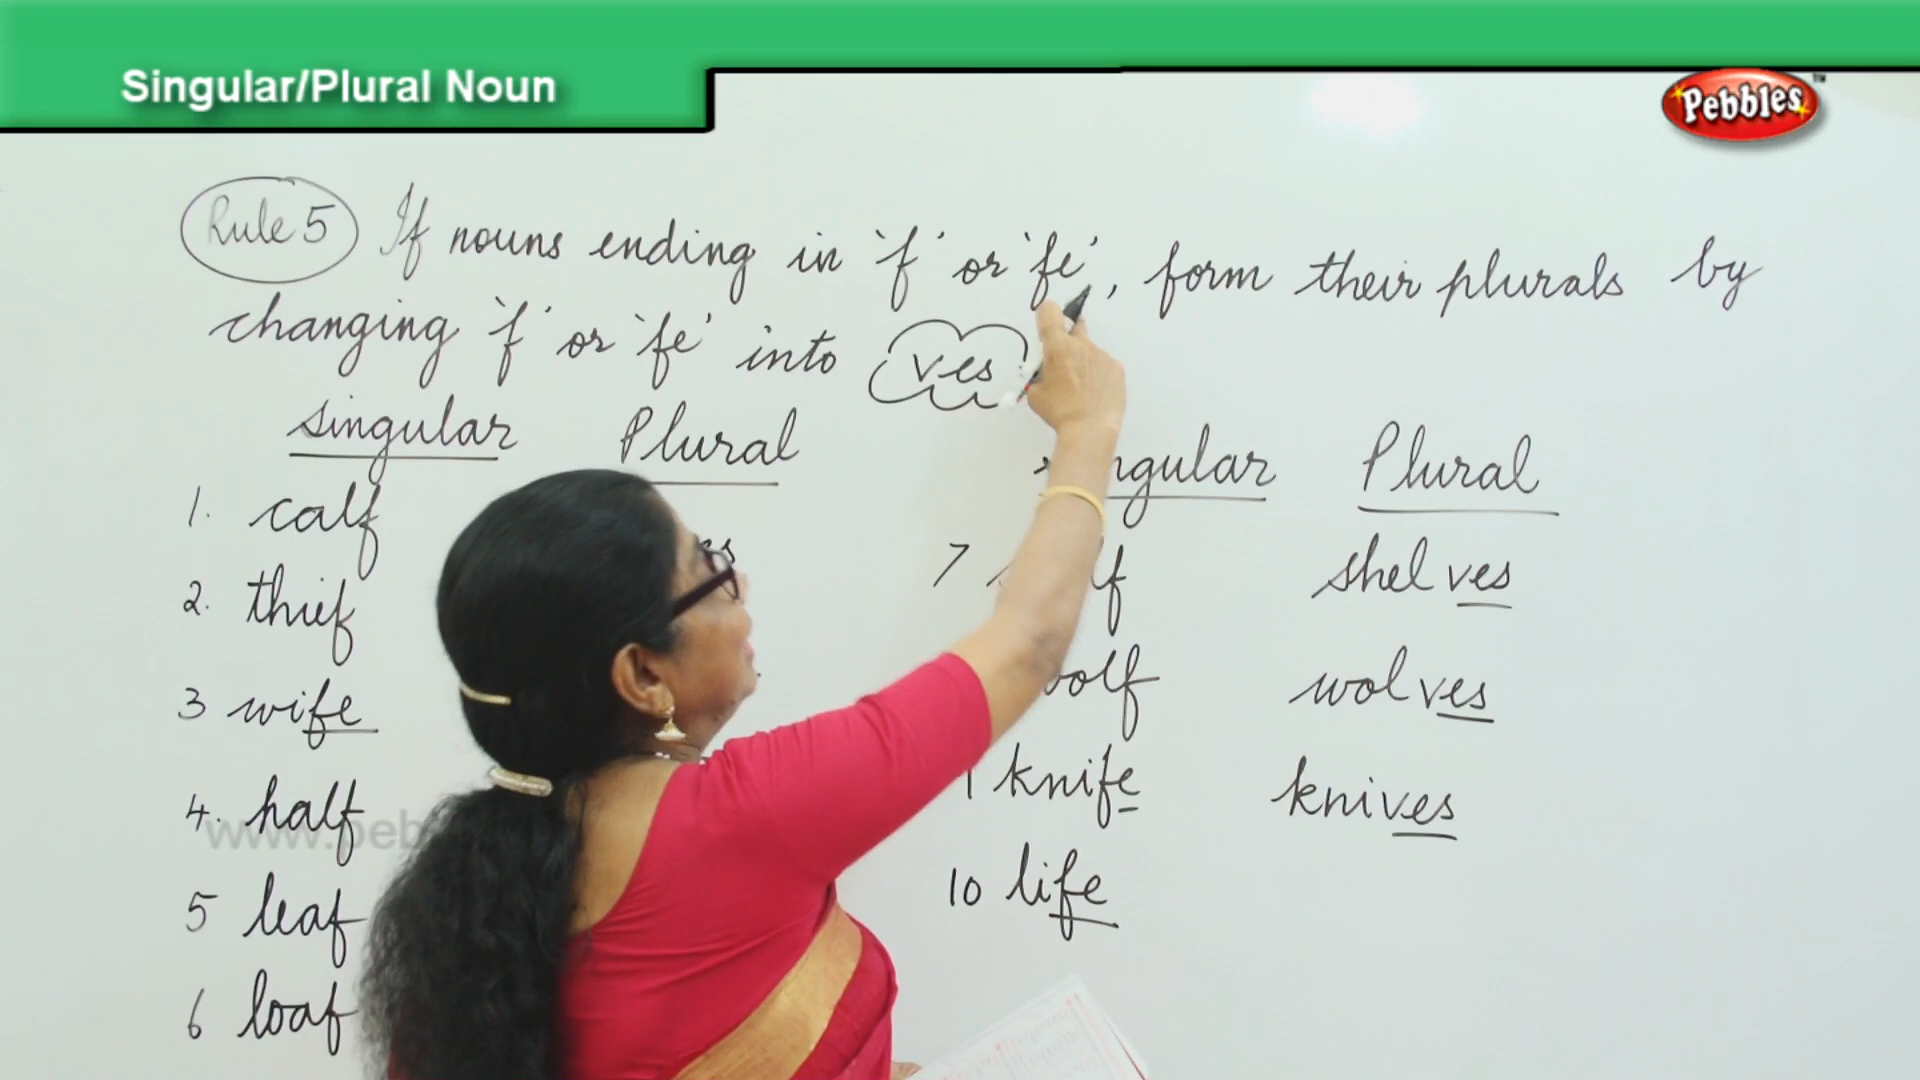 Singular/Plural Noun
Pebbles
Rule 5 If nouns ending in 'f' or 'fe', form their plurals by
changing 'f' or 'fe' into ves
singular Plural
1. calf
2. thief
3 wife
4. half
5 leaf
6 loaf
Plural
7 shelves
wolves
knife knives
10 life